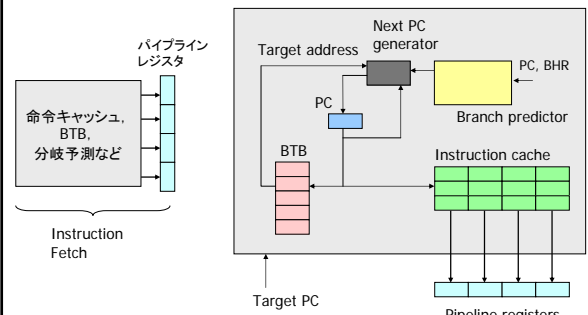 パイプライン
レジスタ
命令キャッシュ,
BTB,
分岐予測など
Instruction
Fetch
Next PC
generator
Target address
PC, BHR
PC
Branch predictor
BTB
Instruction cache
Target PC
Pipeline registers